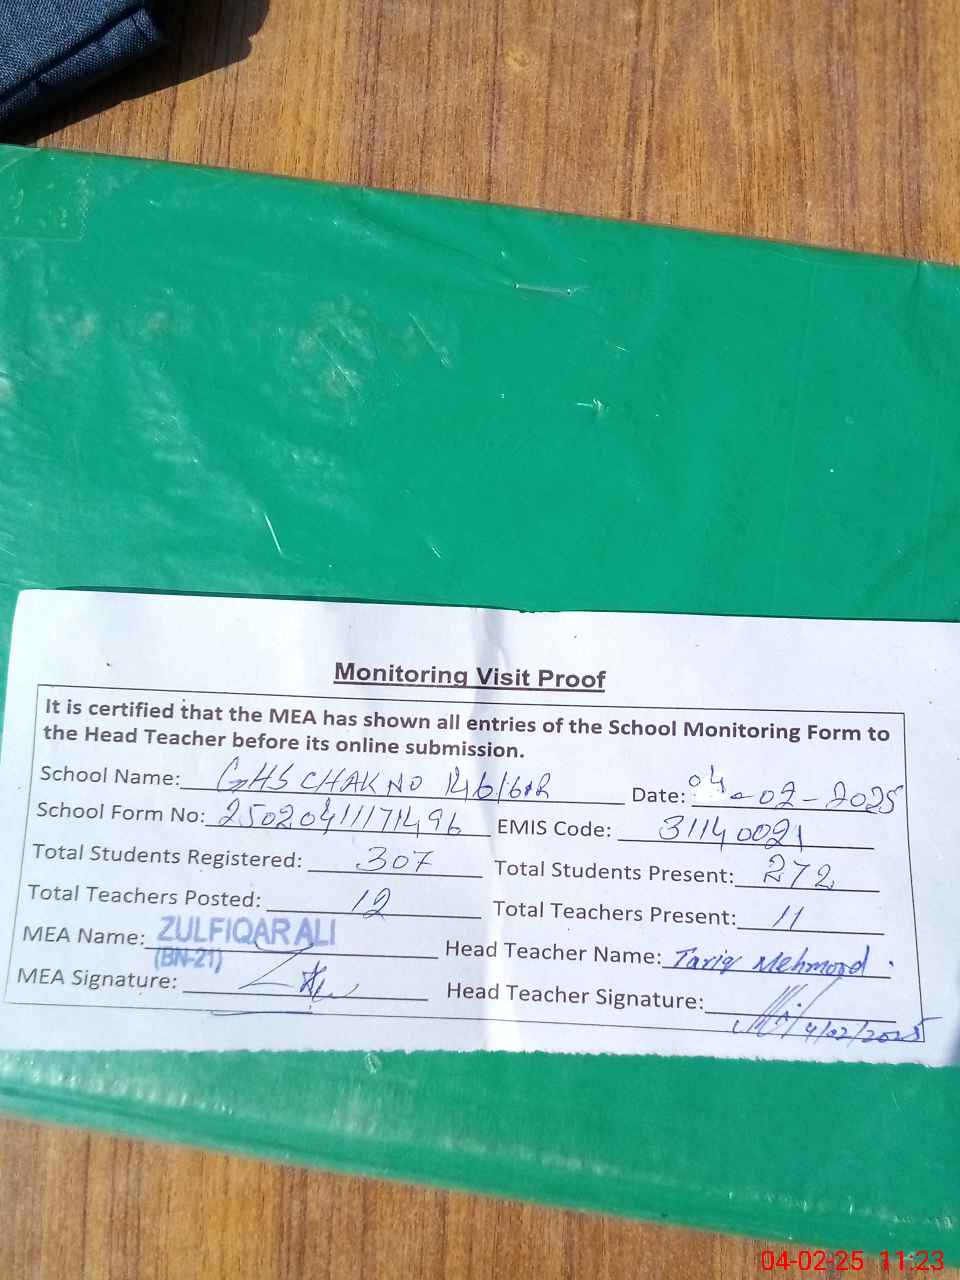 Monitoring Visit Proof
It is certified that the MEA has shown all entries of the School Monitoring Form to
the Head Teacher before its online submission.
School Name: GHS CHAK NO 146/6R Date: 04-02-2025
School Form No: 25020411171496 EMIS Code: 31140021
Total Students Registered: 307 Total Students Present: 272
Total Teachers Posted: 12 Total Teachers Present: 11
MEA Name: ZULFIQAR ALI Head Teacher Name: Tariq Mehmood.
(BN-21)
MEA Signature: Head Teacher Signature:
4/02/2025
04-02-25 11:23